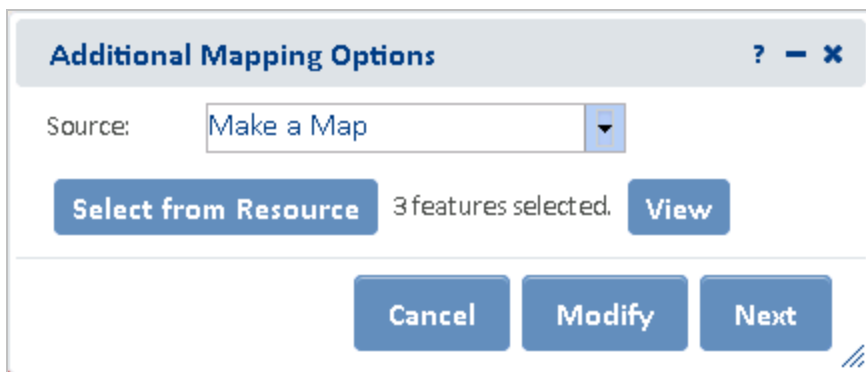 Additional Mapping Options ? – ×
Source: Make a Map
Select from Resource 3 features selected. View
Cancel Modify Next